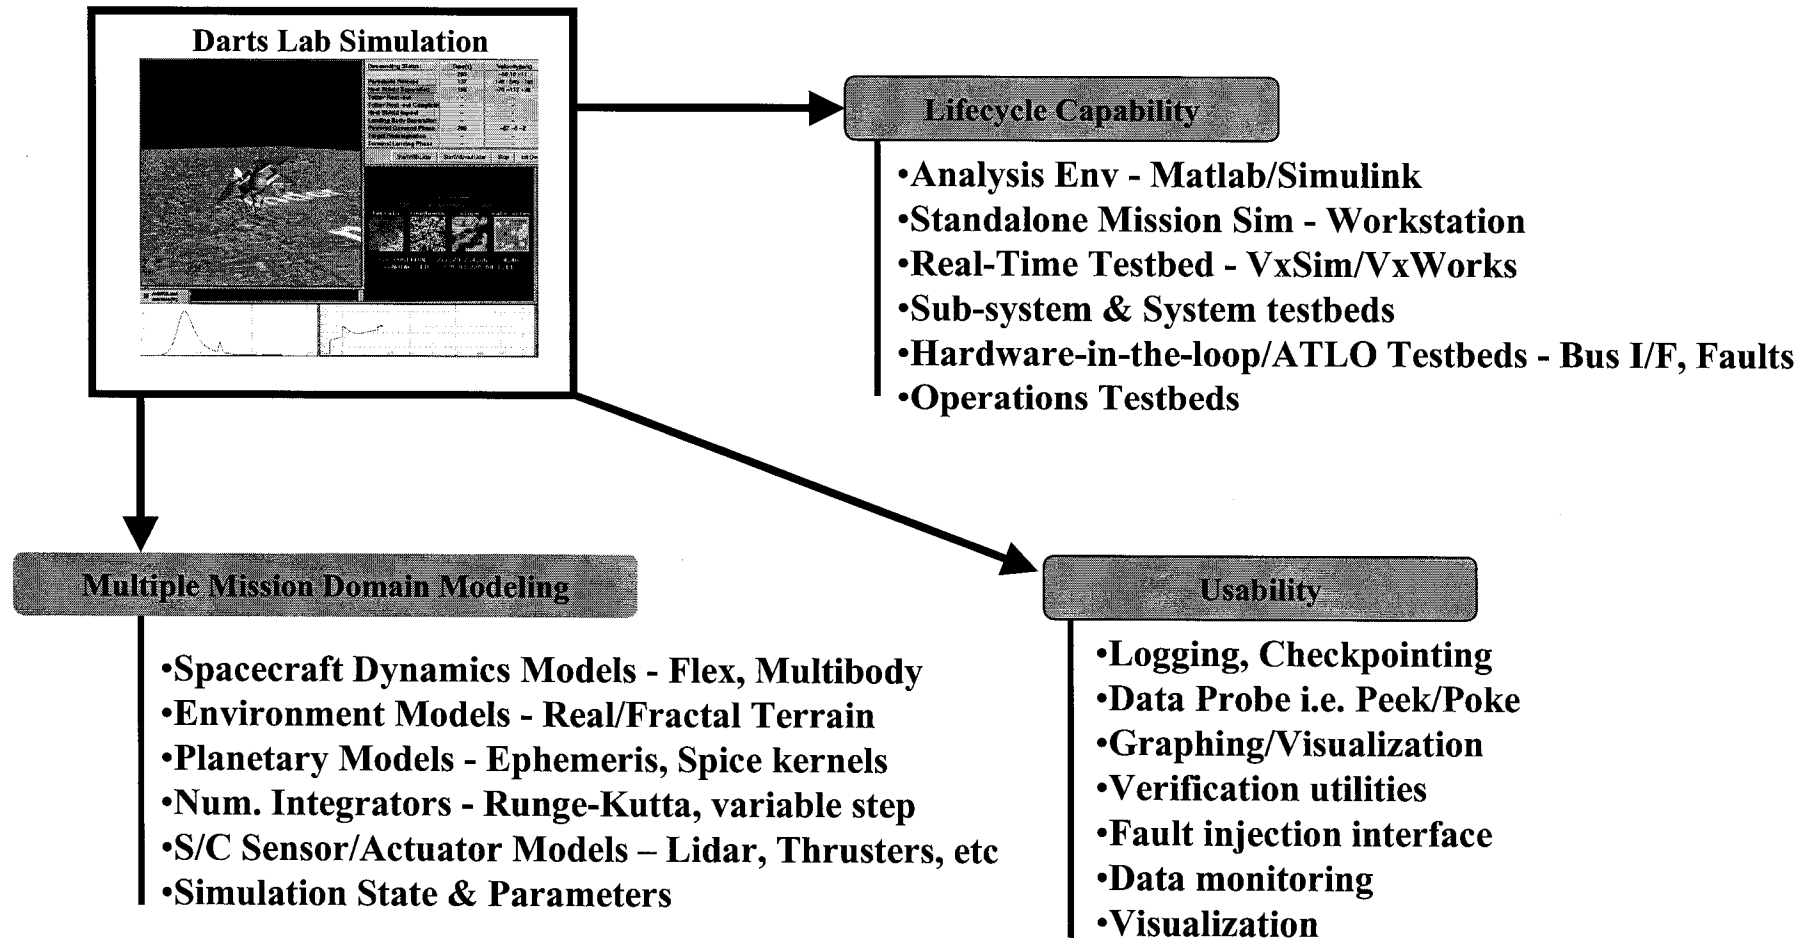 Darts Lab Simulation
Lifecycle Capability
•Analysis Env - Matlab/Simulink
•Standalone Mission Sim - Workstation
•Real-Time Testbed - VxSim/VxWorks
•Sub-system & System testbeds
•Hardware-in-the-loop/ATLO Testbeds - Bus I/F, Faults
•Operations Testbeds
Multiple Mission Domain Modeling
•Spacecraft Dynamics Models - Flex, Multibody
•Environment Models - Real/Fractal Terrain
•Planetary Models - Ephemeris, Spice kernels
•Num. Integrators - Runge-Kutta, variable step
•S/C Sensor/Actuator Models – Lidar, Thrusters, etc
•Simulation State & Parameters
Usability
•Logging, Checkpointing
•Data Probe i.e. Peek/Poke
•Graphing/Visualization
•Verification utilities
•Fault injection interface
•Data monitoring
•Visualization